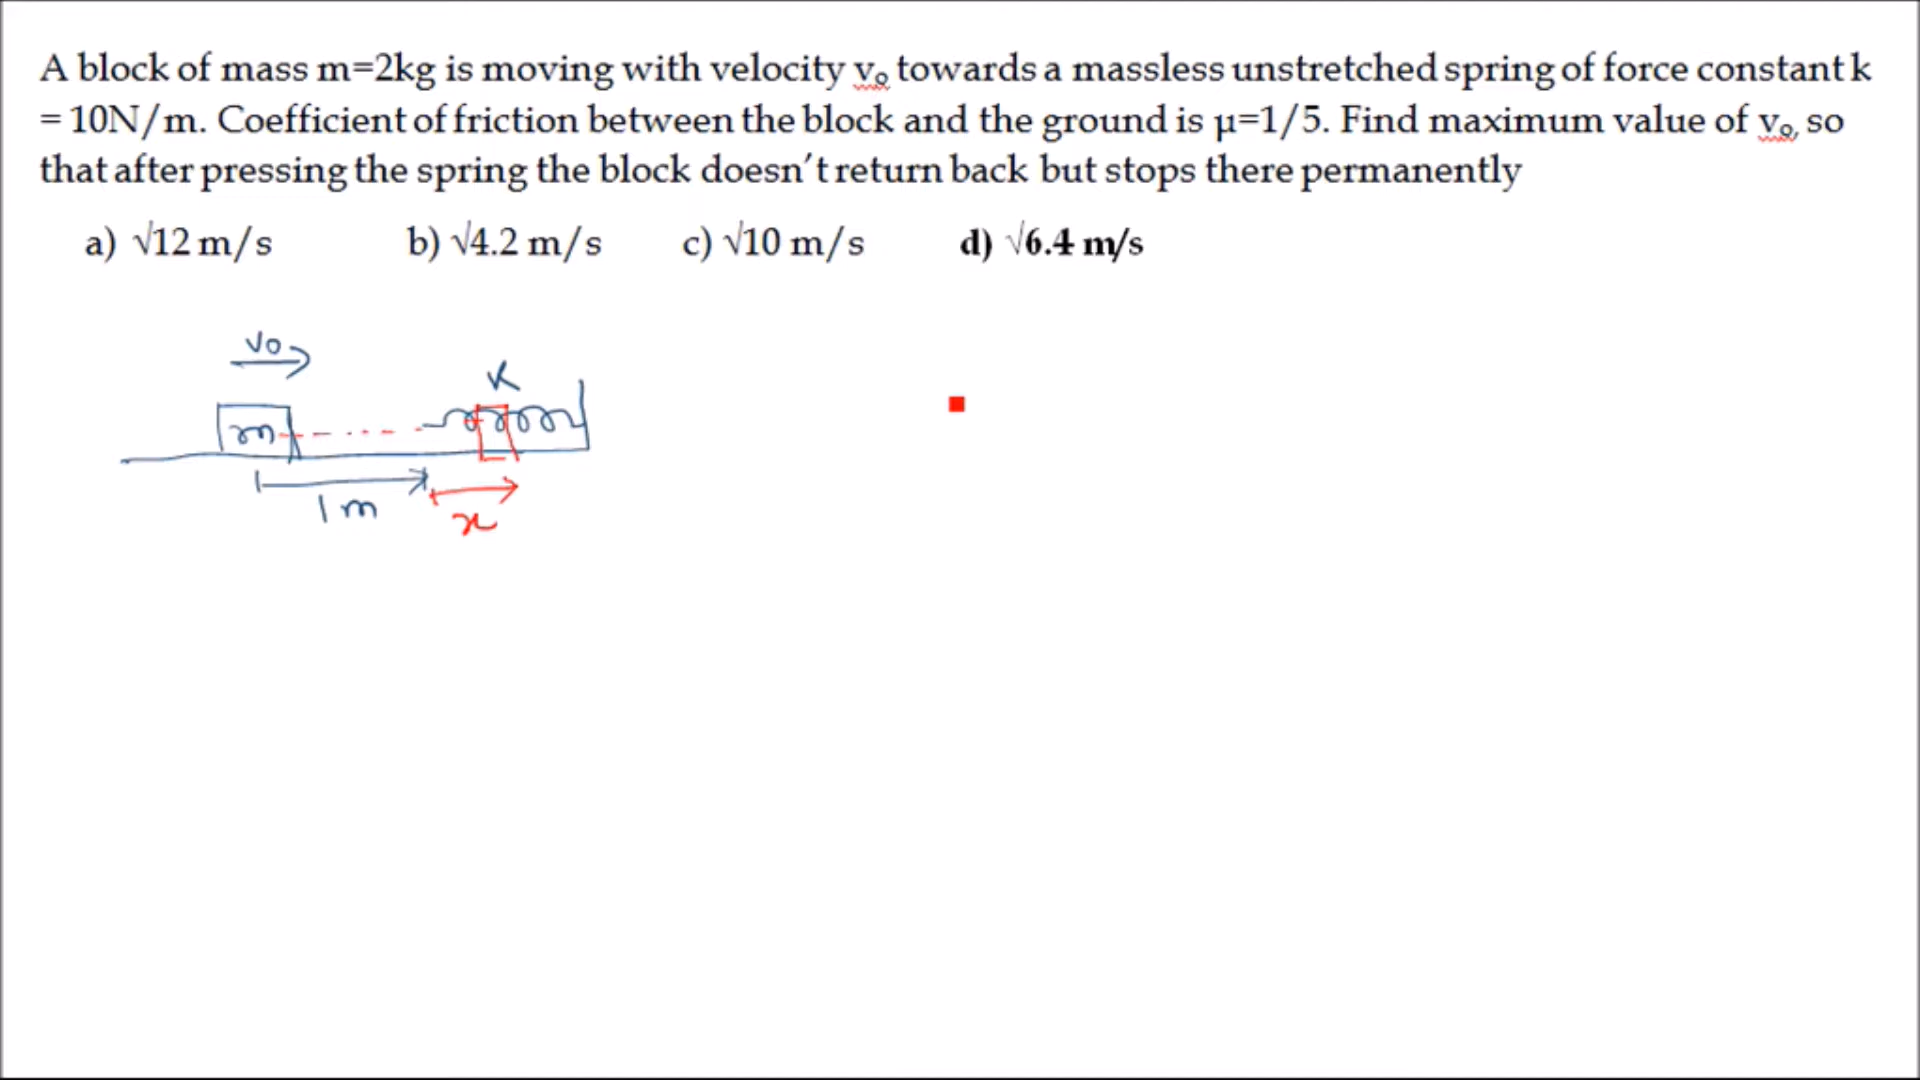 A block of mass m=2kg is moving with velocity vₒ towards a massless unstretched spring of force constant k
= 10N/m. Coefficient of friction between the block and the ground is μ=1/5. Find maximum value of vₒ, so
that after pressing the spring the block doesn't return back but stops there permanently
a) √12 m/s b) √4.2 m/s c) √10 m/s d) √6.4 m/s
v₀
K
m
1 m
x